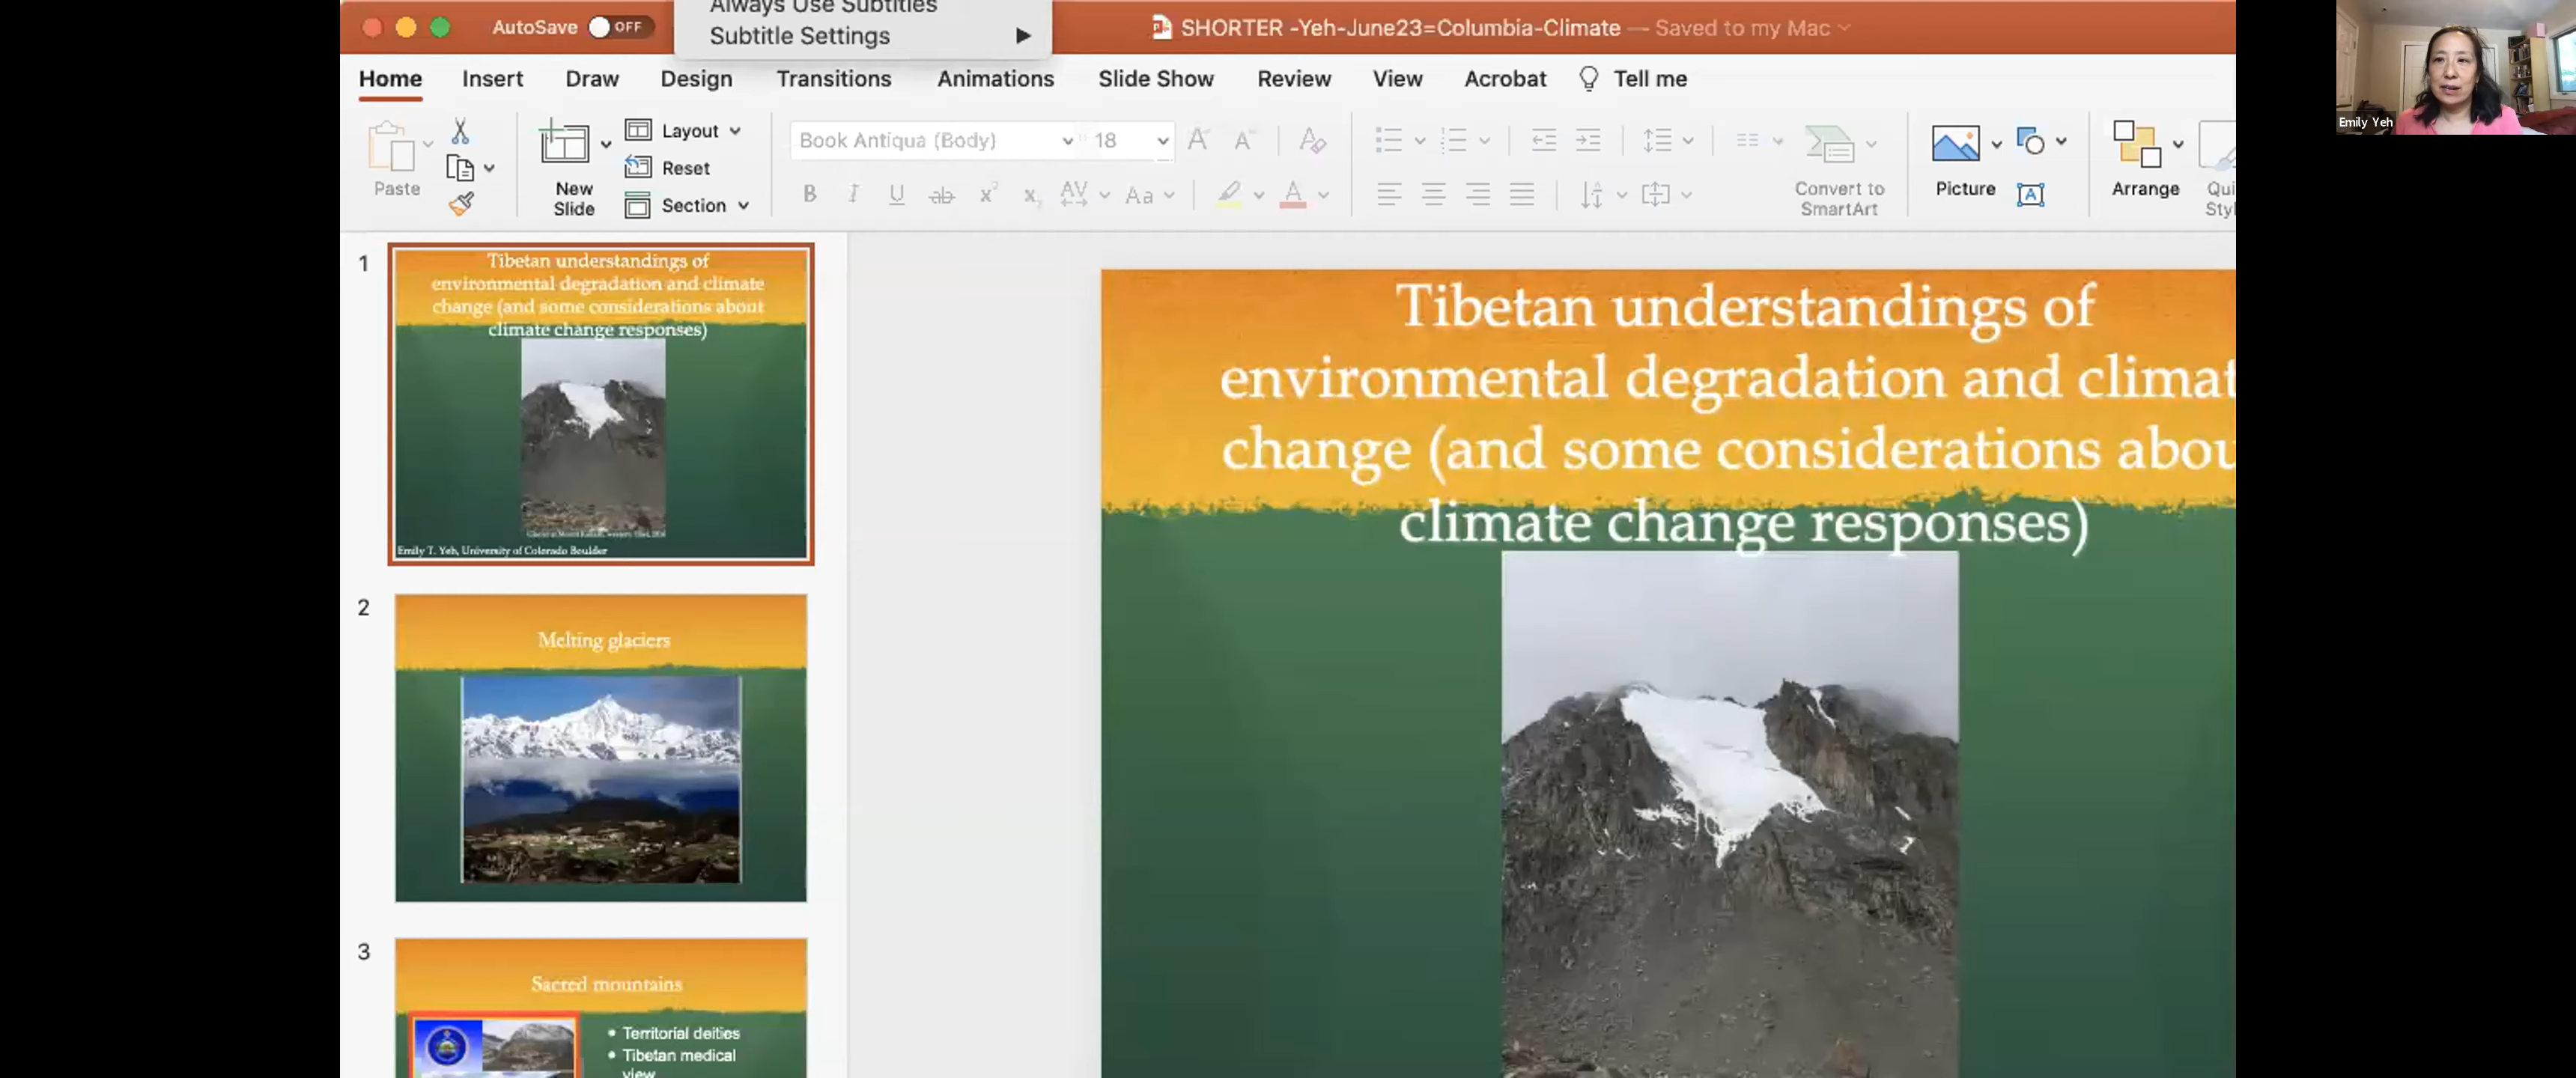 Always Use Subtitles
AutoSave OFF
Subtitle Settings
SHORTER -Yeh-June23=Columbia-Climate — Saved to my Mac
Home Insert Draw Design Transitions Animations Slide Show Review View Acrobat Tell me
Paste
New
Slide
Layout
Reset
Section
Book Antiqua (Body) 18
Convert to
SmartArt
Picture
Arrange
Qui
Styl
Emily Yeh
1
Tibetan understandings of
environmental degradation and climate
change (and some considerations about
climate change responses)
Emily T. Yeh, University of Colorado Boulder
2
Melting glaciers
3
Sacred mountains
• Territorial deities
• Tibetan medical
view
Tibetan understandings of
environmental degradation and climat
change (and some considerations abou
climate change responses)